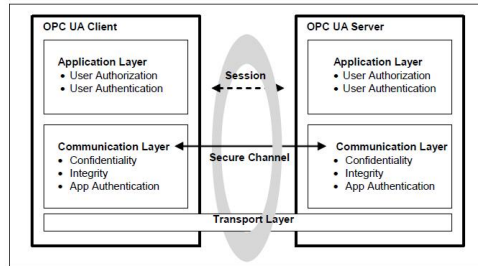 OPC UA Client
Application Layer
• User Authorization
• User Authentication
Communication Layer
• Confidentiality
• Integrity
• App Authentication
Session
Secure Channel
Transport Layer
OPC UA Server
Application Layer
• User Authorization
• User Authentication
Communication Layer
• Confidentiality
• Integrity
• App Authentication